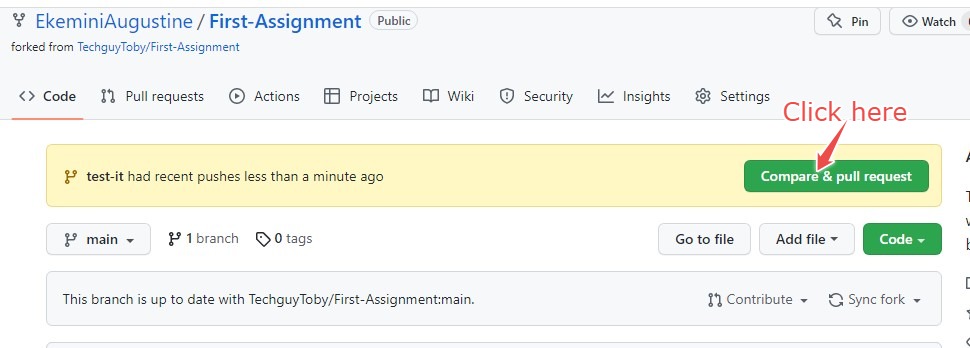 EkeminiAugustine / First-Assignment Public
Pin
Watch
forked from TechguyToby/First-Assignment
Code Pull requests Actions Projects Wiki Security Insights Settings
Click here
test-it had recent pushes less than a minute ago
Compare & pull request
main 1 branch 0 tags Go to file Add file Code
This branch is up to date with TechguyToby/First-Assignment:main. Contribute Sync fork